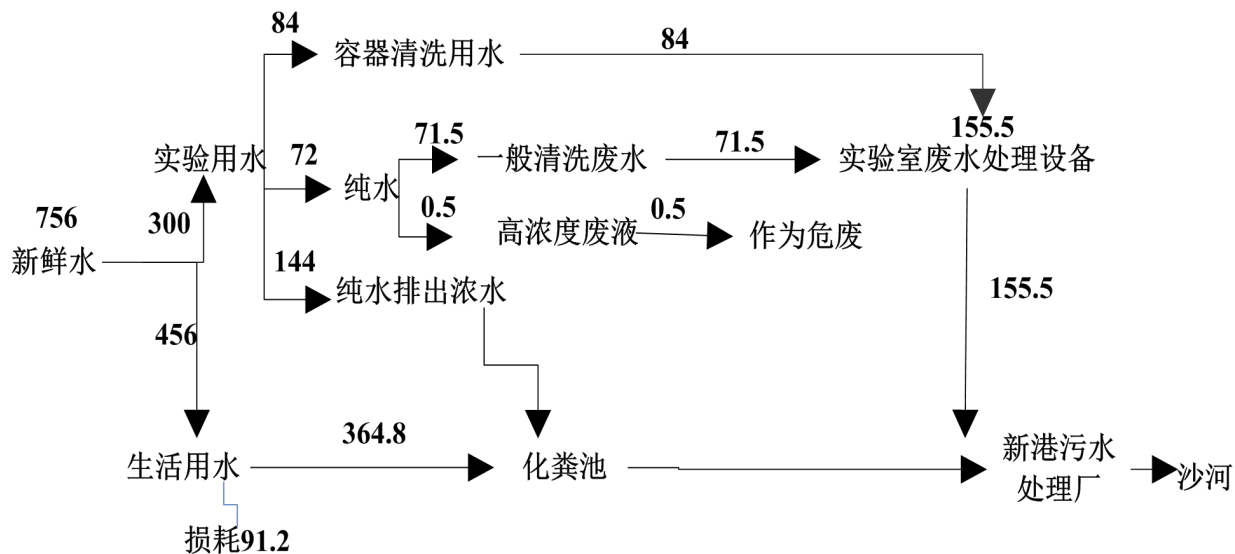 84
容器清洗用水
84
155.5
实验用水
72
纯水
71.5
一般清洗废水
71.5
实验室废水处理设备
0.5
高浓度废液
0.5
作为危废
756
新鲜水
300
144
纯水排出浓水
155.5
456
生活用水
364.8
化粪池
新港污水
处理厂
沙河
损耗91.2